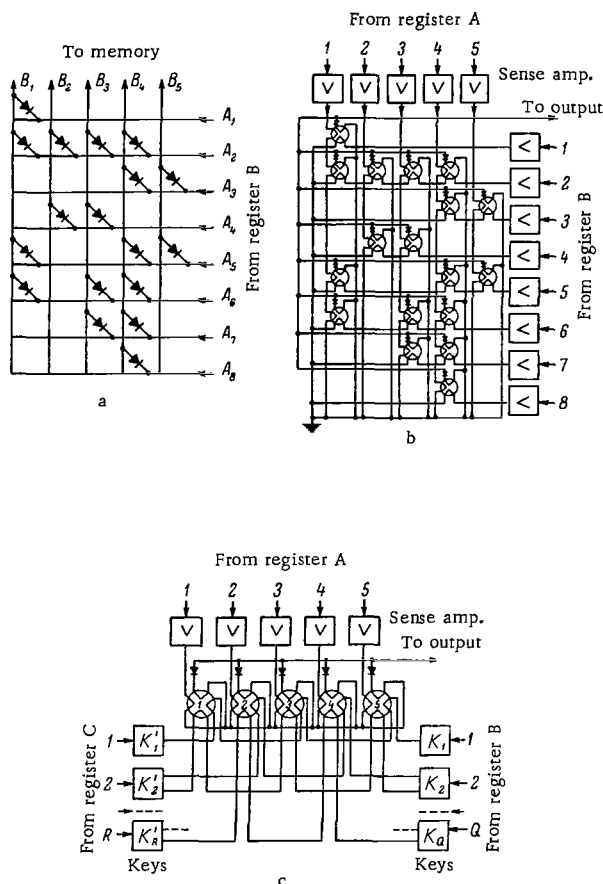 To memory
B1 B2 B3 B4 B5
A1
A2
A3
A4
A5
A6
A7
A8
From register B
a
From register A
1 2 3 4 5
V V V V V
Sense amp.
To output
< 1
< 2
< 3
< 4
< 5
< 6
< 7
< 8
From register B
b
From register A
1 2 3 4 5
V V V V V
Sense amp.
To output
1 2 3 4 5
1 K'1 K1 1
2 K'2 K2 2
R K'R KQ Q
From register C
From register B
Keys Keys
c